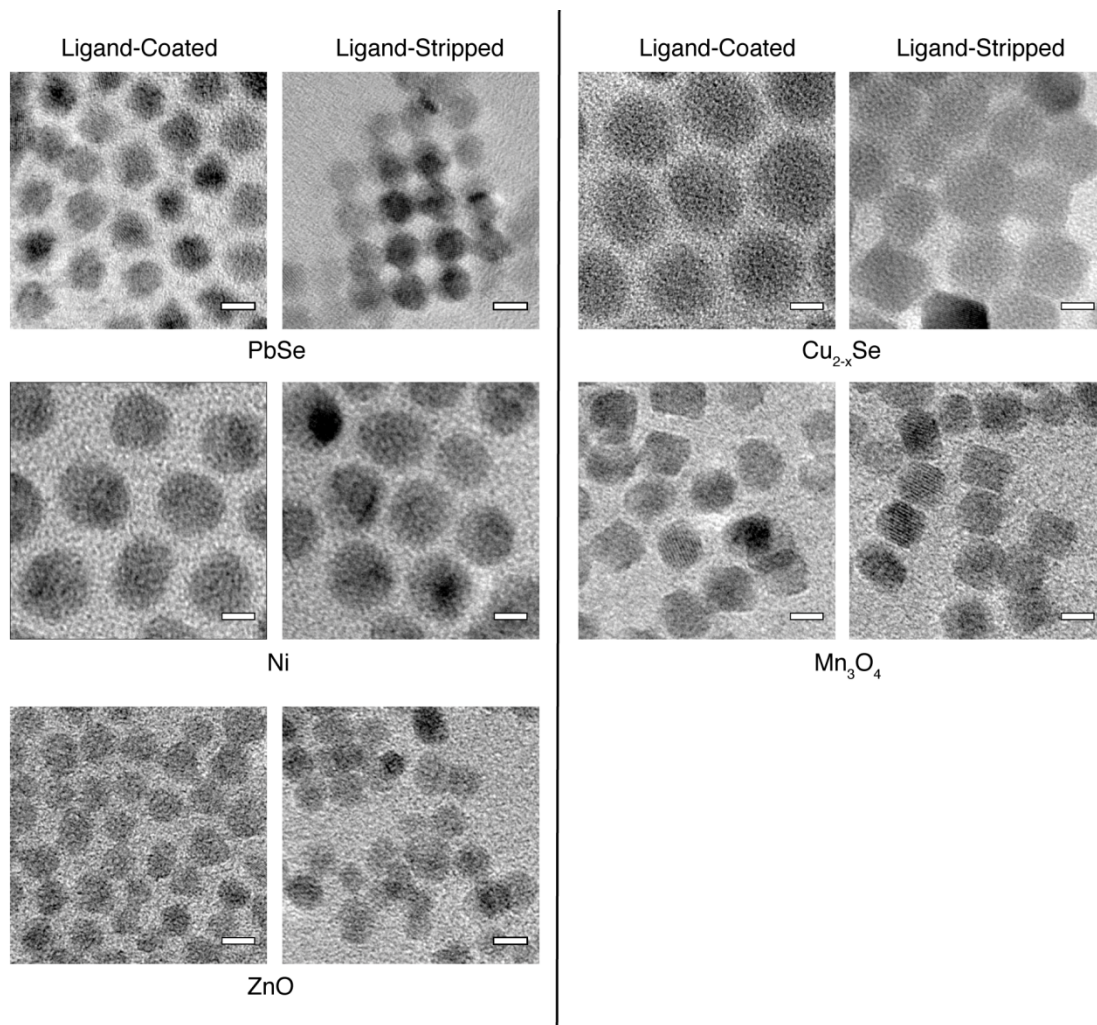 Ligand-Coated Ligand-Stripped
PbSe
Ni
ZnO
Ligand-Coated Ligand-Stripped
Cu₂₋ₓSe
Mn₃O₄